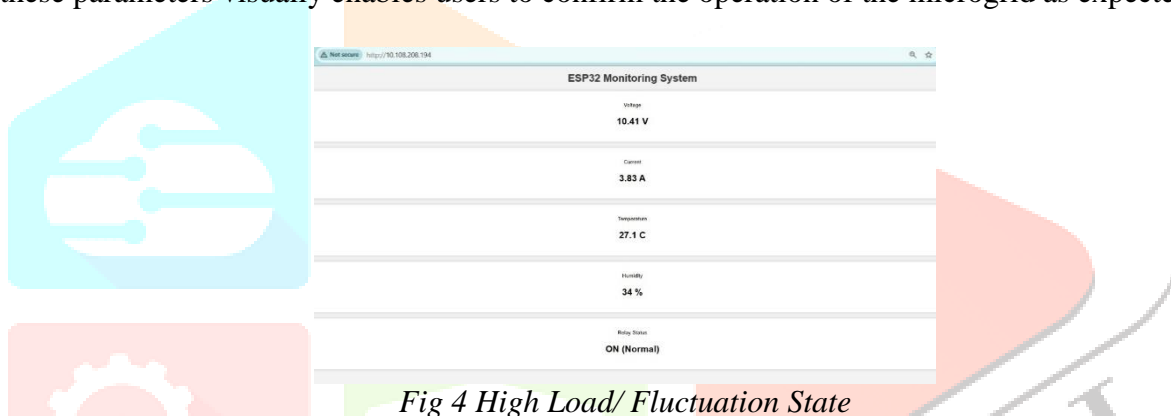 these parameters visually enables users to confirm the operation of the microgrid as expecte
Not secure http://10.108.208.194
ESP32 Monitoring System
Voltage
10.41 V
Current
3.83 A
Temperature
27.1 C
Humidity
34 %
Relay Status
ON (Normal)
Fig 4 High Load/ Fluctuation State